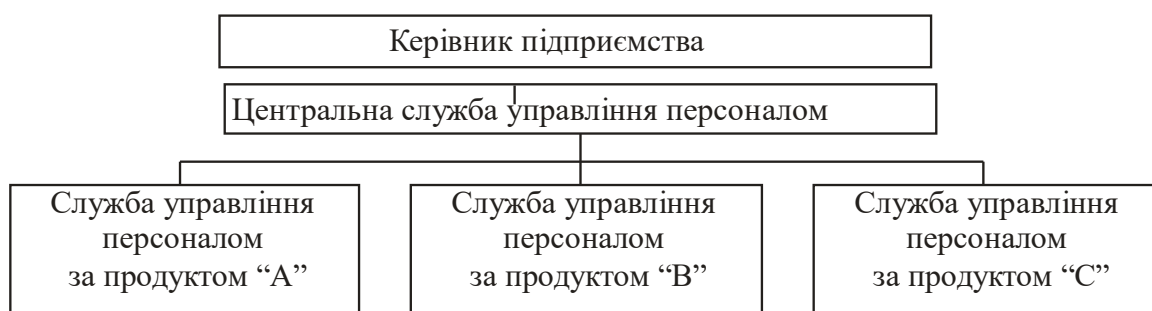 Керівник підприємства
Центральна служба управління персоналом
Служба управління
персоналом
за продуктом “А”
Служба управління
персоналом
за продуктом “В”
Служба управління
персоналом
за продуктом “С”